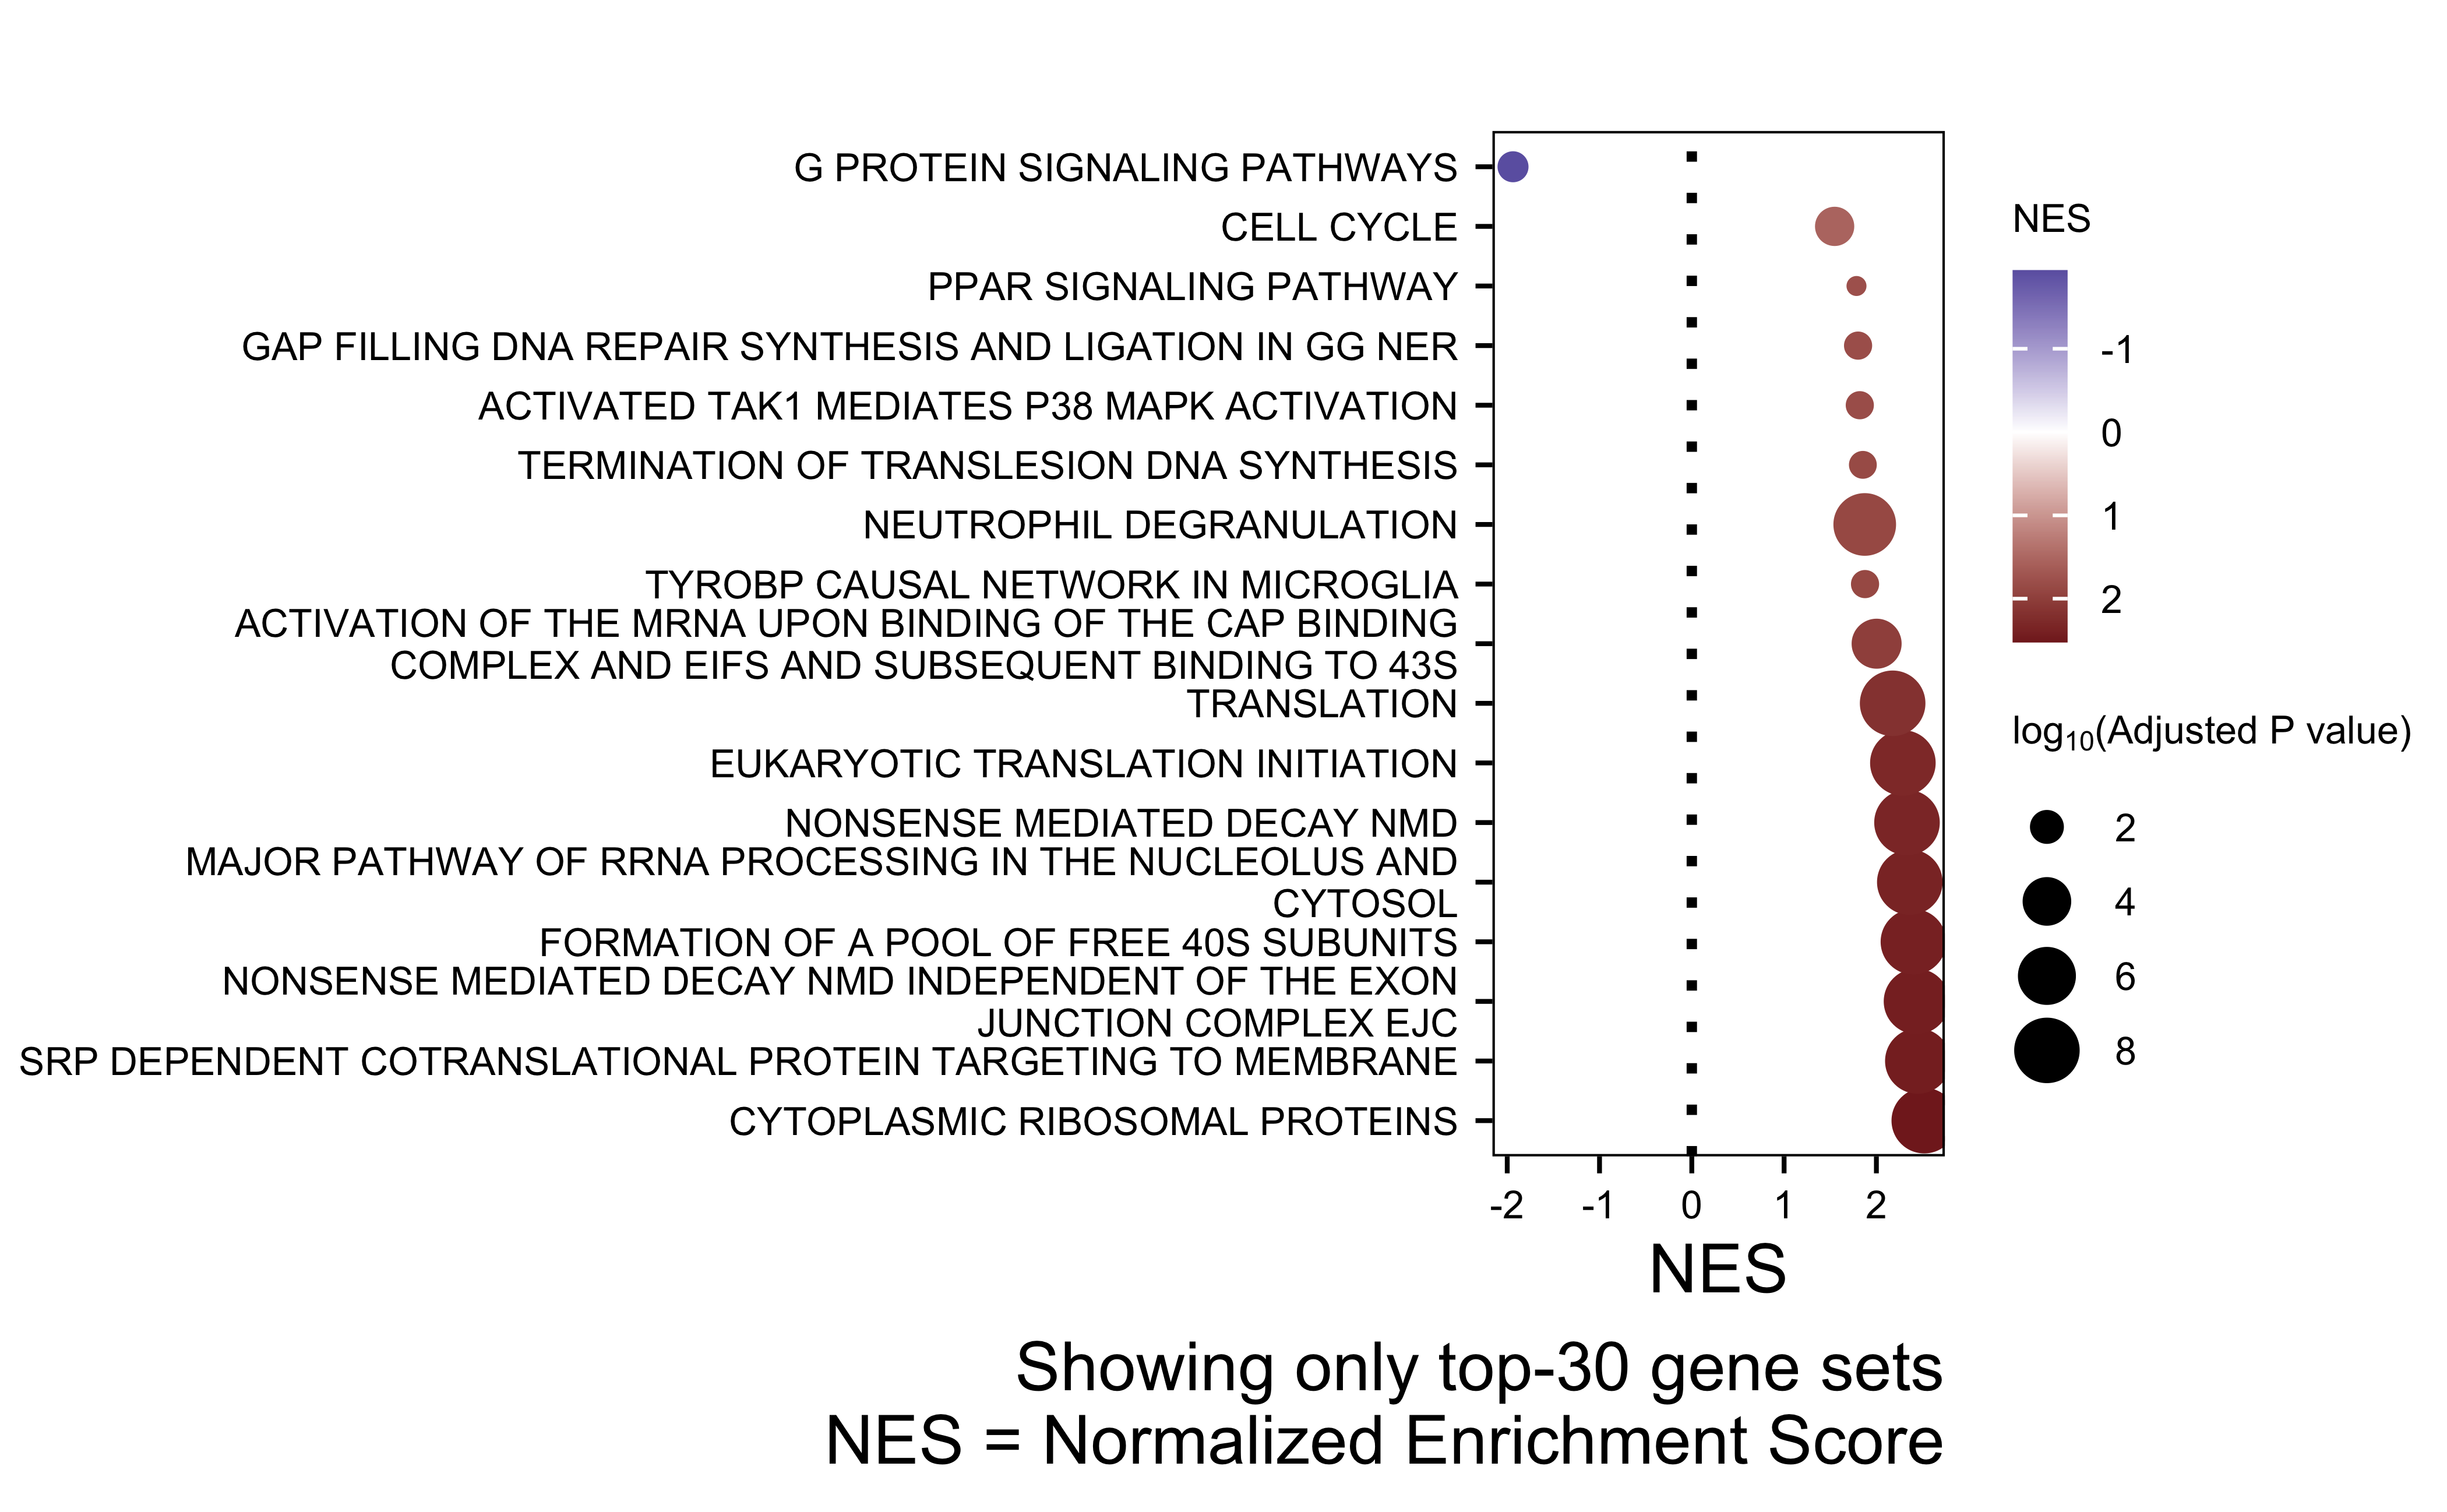 G PROTEIN SIGNALING PATHWAYS
CELL CYCLE
PPAR SIGNALING PATHWAY
GAP FILLING DNA REPAIR SYNTHESIS AND LIGATION IN GG NER
ACTIVATED TAK1 MEDIATES P38 MAPK ACTIVATION
TERMINATION OF TRANSLESION DNA SYNTHESIS
NEUTROPHIL DEGRANULATION
TYROBP CAUSAL NETWORK IN MICROGLIA
ACTIVATION OF THE MRNA UPON BINDING OF THE CAP BINDING
COMPLEX AND EIFS AND SUBSEQUENT BINDING TO 43S
TRANSLATION
EUKARYOTIC TRANSLATION INITIATION
NONSENSE MEDIATED DECAY NMD
MAJOR PATHWAY OF RRNA PROCESSING IN THE NUCLEOLUS AND
CYTOSOL
FORMATION OF A POOL OF FREE 40S SUBUNITS
NONSENSE MEDIATED DECAY NMD INDEPENDENT OF THE EXON
JUNCTION COMPLEX EJC
SRP DEPENDENT COTRANSLATIONAL PROTEIN TARGETING TO MEMBRANE
CYTOPLASMIC RIBOSOMAL PROTEINS
-2 -1 0 1 2
NES
Showing only top-30 gene sets
NES = Normalized Enrichment Score
NES
-1
0
1
2
log₁₀(Adjusted P value)
2
4
6
8